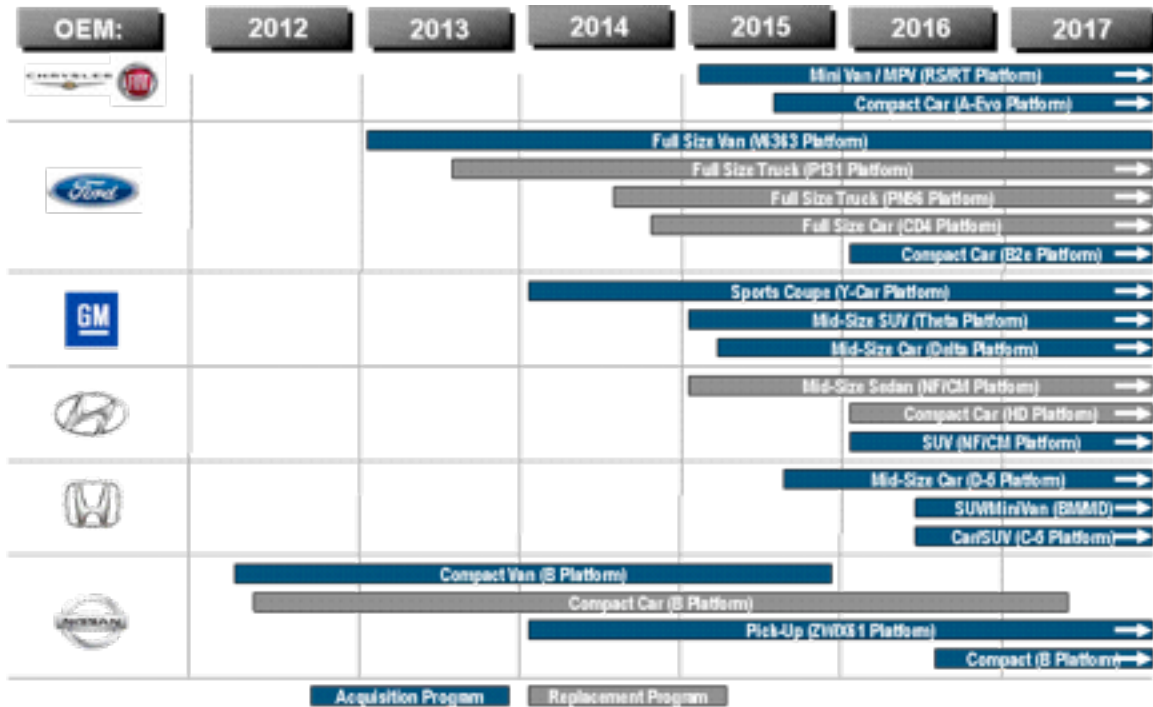 OEM: 2012 2013 2014 2015 2016 2017
CHRYSLER FIAT
Mini Van / MPV (RS/RT Platform)
Compact Car (A-Evo Platform)
Ford
Full Size Van (V363 Platform)
Full Size Truck (P131 Platform)
Full Size Truck (PN96 Platform)
Full Size Car (CD4 Platform)
Compact Car (B2e Platform)
GM
Sports Coupe (Y-Car Platform)
Mid-Size SUV (Theta Platform)
Mid-Size Car (Delta Platform)
Mid-Size Sedan (NF/CM Platform)
Compact Car (HD Platform)
SUV (NF/CM Platform)
Mid-Size Car (D-5 Platform)
SUV/MiniVan
Car/SUV (C-5 Platform)
NISSAN
Compact Van (B Platform)
Compact Car (B Platform)
Pick-Up Platform)
Compact (B Platform)
Acquisition Program Replacement Program